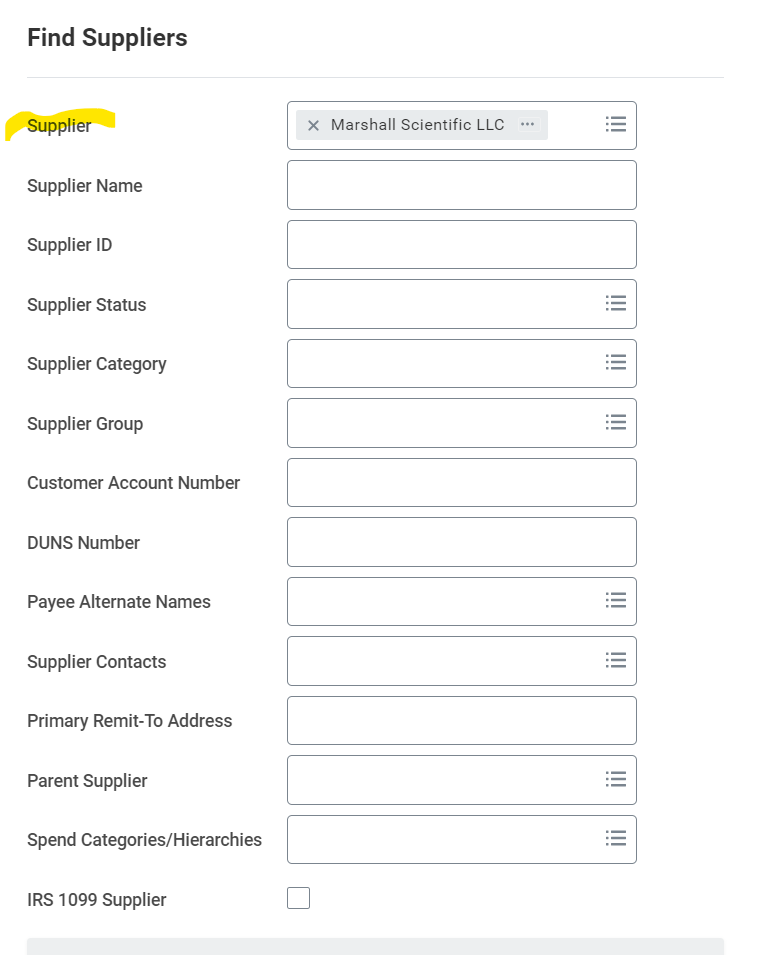 Find Suppliers
Supplier
Marshall Scientific LLC
Supplier Name
Supplier ID
Supplier Status
Supplier Category
Supplier Group
Customer Account Number
DUNS Number
Payee Alternate Names
Supplier Contacts
Primary Remit-To Address
Parent Supplier
Spend Categories/Hierarchies
IRS 1099 Supplier